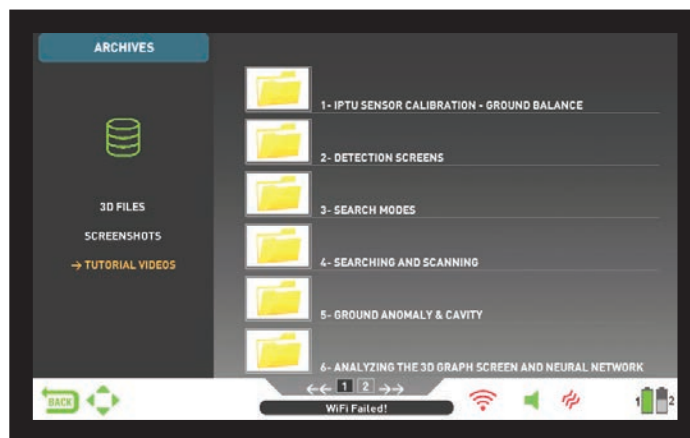 ARCHIVES
3D FILES
SCREENSHOTS
→ TUTORIAL VIDEOS
1- IPTU SENSOR CALIBRATION - GROUND BALANCE
2- DETECTION SCREENS
3- SEARCH MODES
4- SEARCHING AND SCANNING
5- GROUND ANOMALY & CAVITY
6- ANALYZING THE 3D GRAPH SCREEN AND NEURAL NETWORK
BACK
←← 1 2 →→
WiFi Failed!
1 2